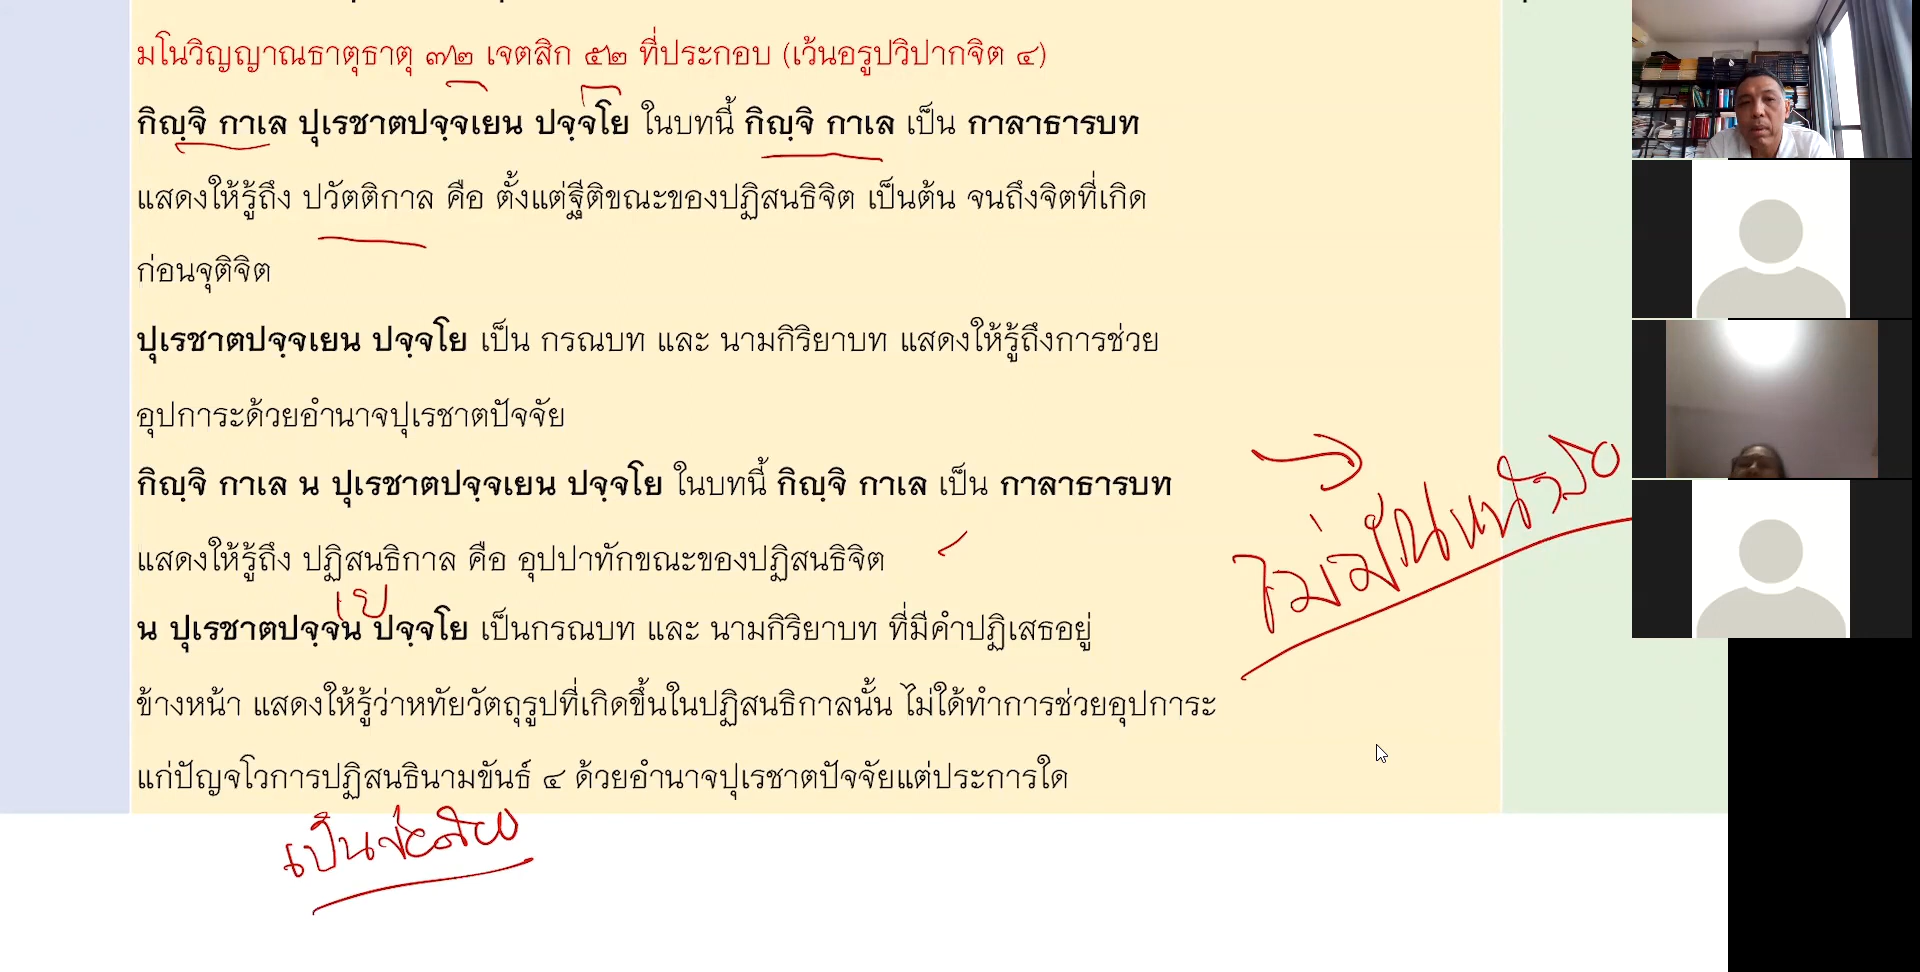 มโนวิญญาณธาตุธาตุ ๗๒ เจตสิก ๕๒ ที่ประกอบ (เว้นอรูปวิปากจิต ๔)
กิญฺจิ กาเล ปุเรชาตปจฺจเยน ปจฺจโย ในบทนี้ กิญฺจิ กาเล เป็น กาลาธารบท
แสดงให้รู้ถึง ปวัตติกาล คือ ตั้งแต่ฐีติขณะของปฏิสนธิจิต เป็นต้น จนถึงจิตที่เกิด
ก่อนจุติจิต
ปุเรชาตปจฺจเยน ปจฺจโย เป็น กรณบท และ นามกิริยาบท แสดงให้รู้ถึงการช่วย
อุปการะด้วยอำนาจปุเรชาตปัจจัย
กิญฺจิ กาเล น ปุเรชาตปจฺจเยน ปจฺจโย ในบทนี้ กิญฺจิ กาเล เป็น กาลาธารบท
แสดงให้รู้ถึง ปฏิสนธิกาล คือ อุปปาทักขณะของปฏิสนธิจิต
เย
น ปุเรชาตปจฺจน ปจฺจโย เป็นกรณบท และ นามกิริยาบท ที่มีคำปฏิเสธอยู่
ข้างหน้า แสดงให้รู้ว่าหทัยวัตถุรูปที่เกิดขึ้นในปฏิสนธิกาลนั้น ไม่ใด้ทำการช่วยอุปการะ
แก่ปัญจโวการปฏิสนธินามขันธ์ ๔ ด้วยอำนาจปุเรชาตปัจจัยแต่ประการใด